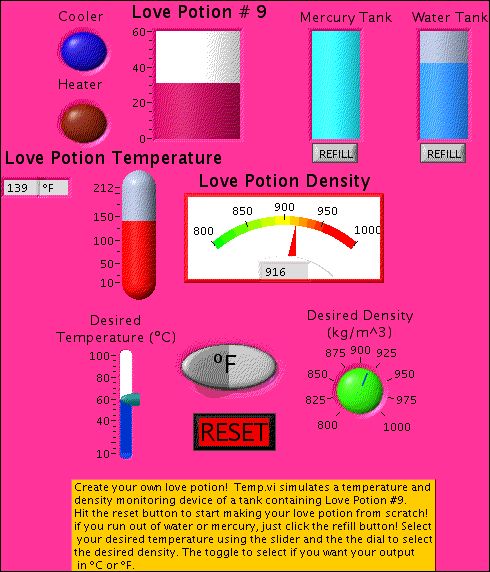 Cooler
Love Potion # 9
Mercury Tank
Water Tank
60
40
20
0
Heater
REFILL
REFILL
Love Potion Temperature
139 °F
212
150
100
50
10
Love Potion Density
800
850
900
950
1000
916
Desired
Temperature (°C)
100
80
60
40
10
°F
RESET
Desired Density
(kg/m^3)
800
825
850
875
900
925
950
975
1000
Create your own love potion! Temp.vi simulates a temperature and
density monitoring device of a tank containing Love Potion #9.
Hit the reset button to start making your love potion from scratch!
if you run out of water or mercury, just click the refill button! Select
your desired temperature using the slider and the the dial to select
the desired density. The toggle to select if you want your output
in °C or °F.